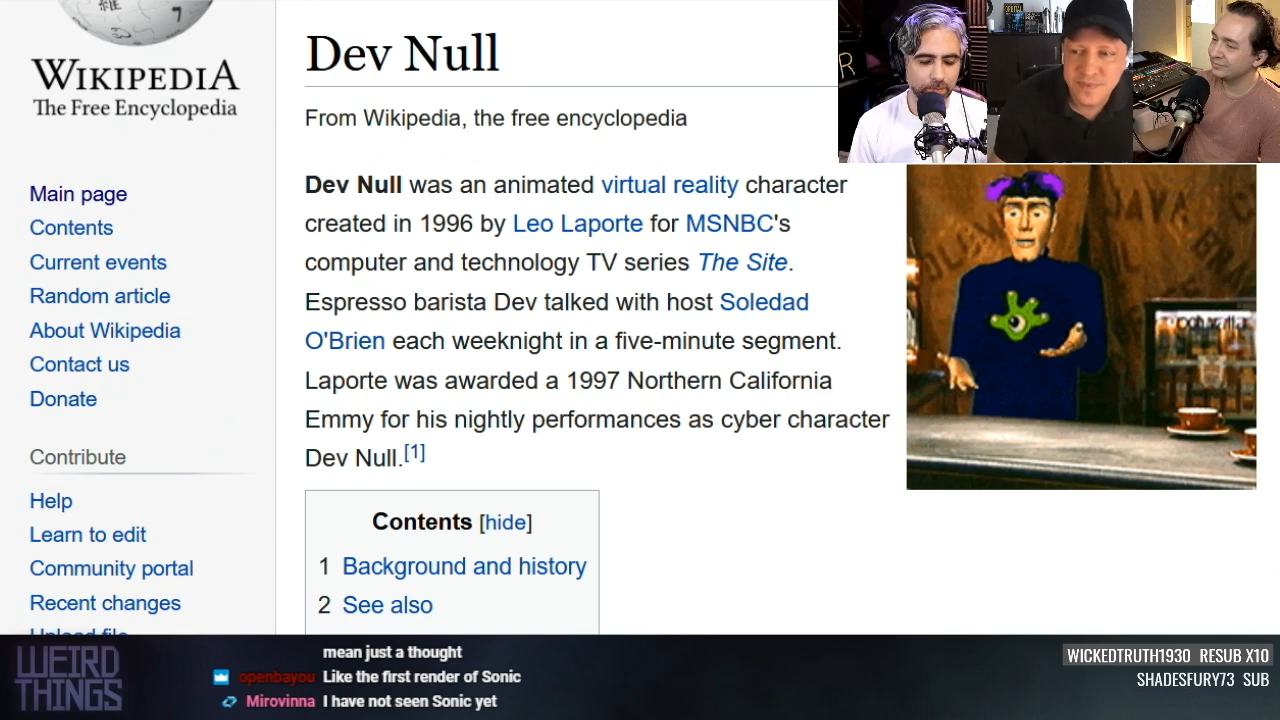 WIKIPEDIA
The Free Encyclopedia
Main page
Contents
Current events
Random article
About Wikipedia
Contact us
Donate
Contribute
Help
Learn to edit
Community portal
Recent changes
Upload file
Dev Null
From Wikipedia, the free encyclopedia
Dev Null was an animated virtual reality character
created in 1996 by Leo Laporte for MSNBC's
computer and technology TV series The Site.
Espresso barista Dev talked with host Soledad
O'Brien each weeknight in a five-minute segment.
Laporte was awarded a 1997 Northern California
Emmy for his nightly performances as cyber character
Dev Null.[1]
Contents [hide]
1 Background and history
2 See also
WEIRD
THINGS
mean just a thought
openbayou Like the first render of Sonic
Mirovinna I have not seen Sonic yet
WICKEDTRUTH1930 RESUB X10
SHADESFURY73 SUB